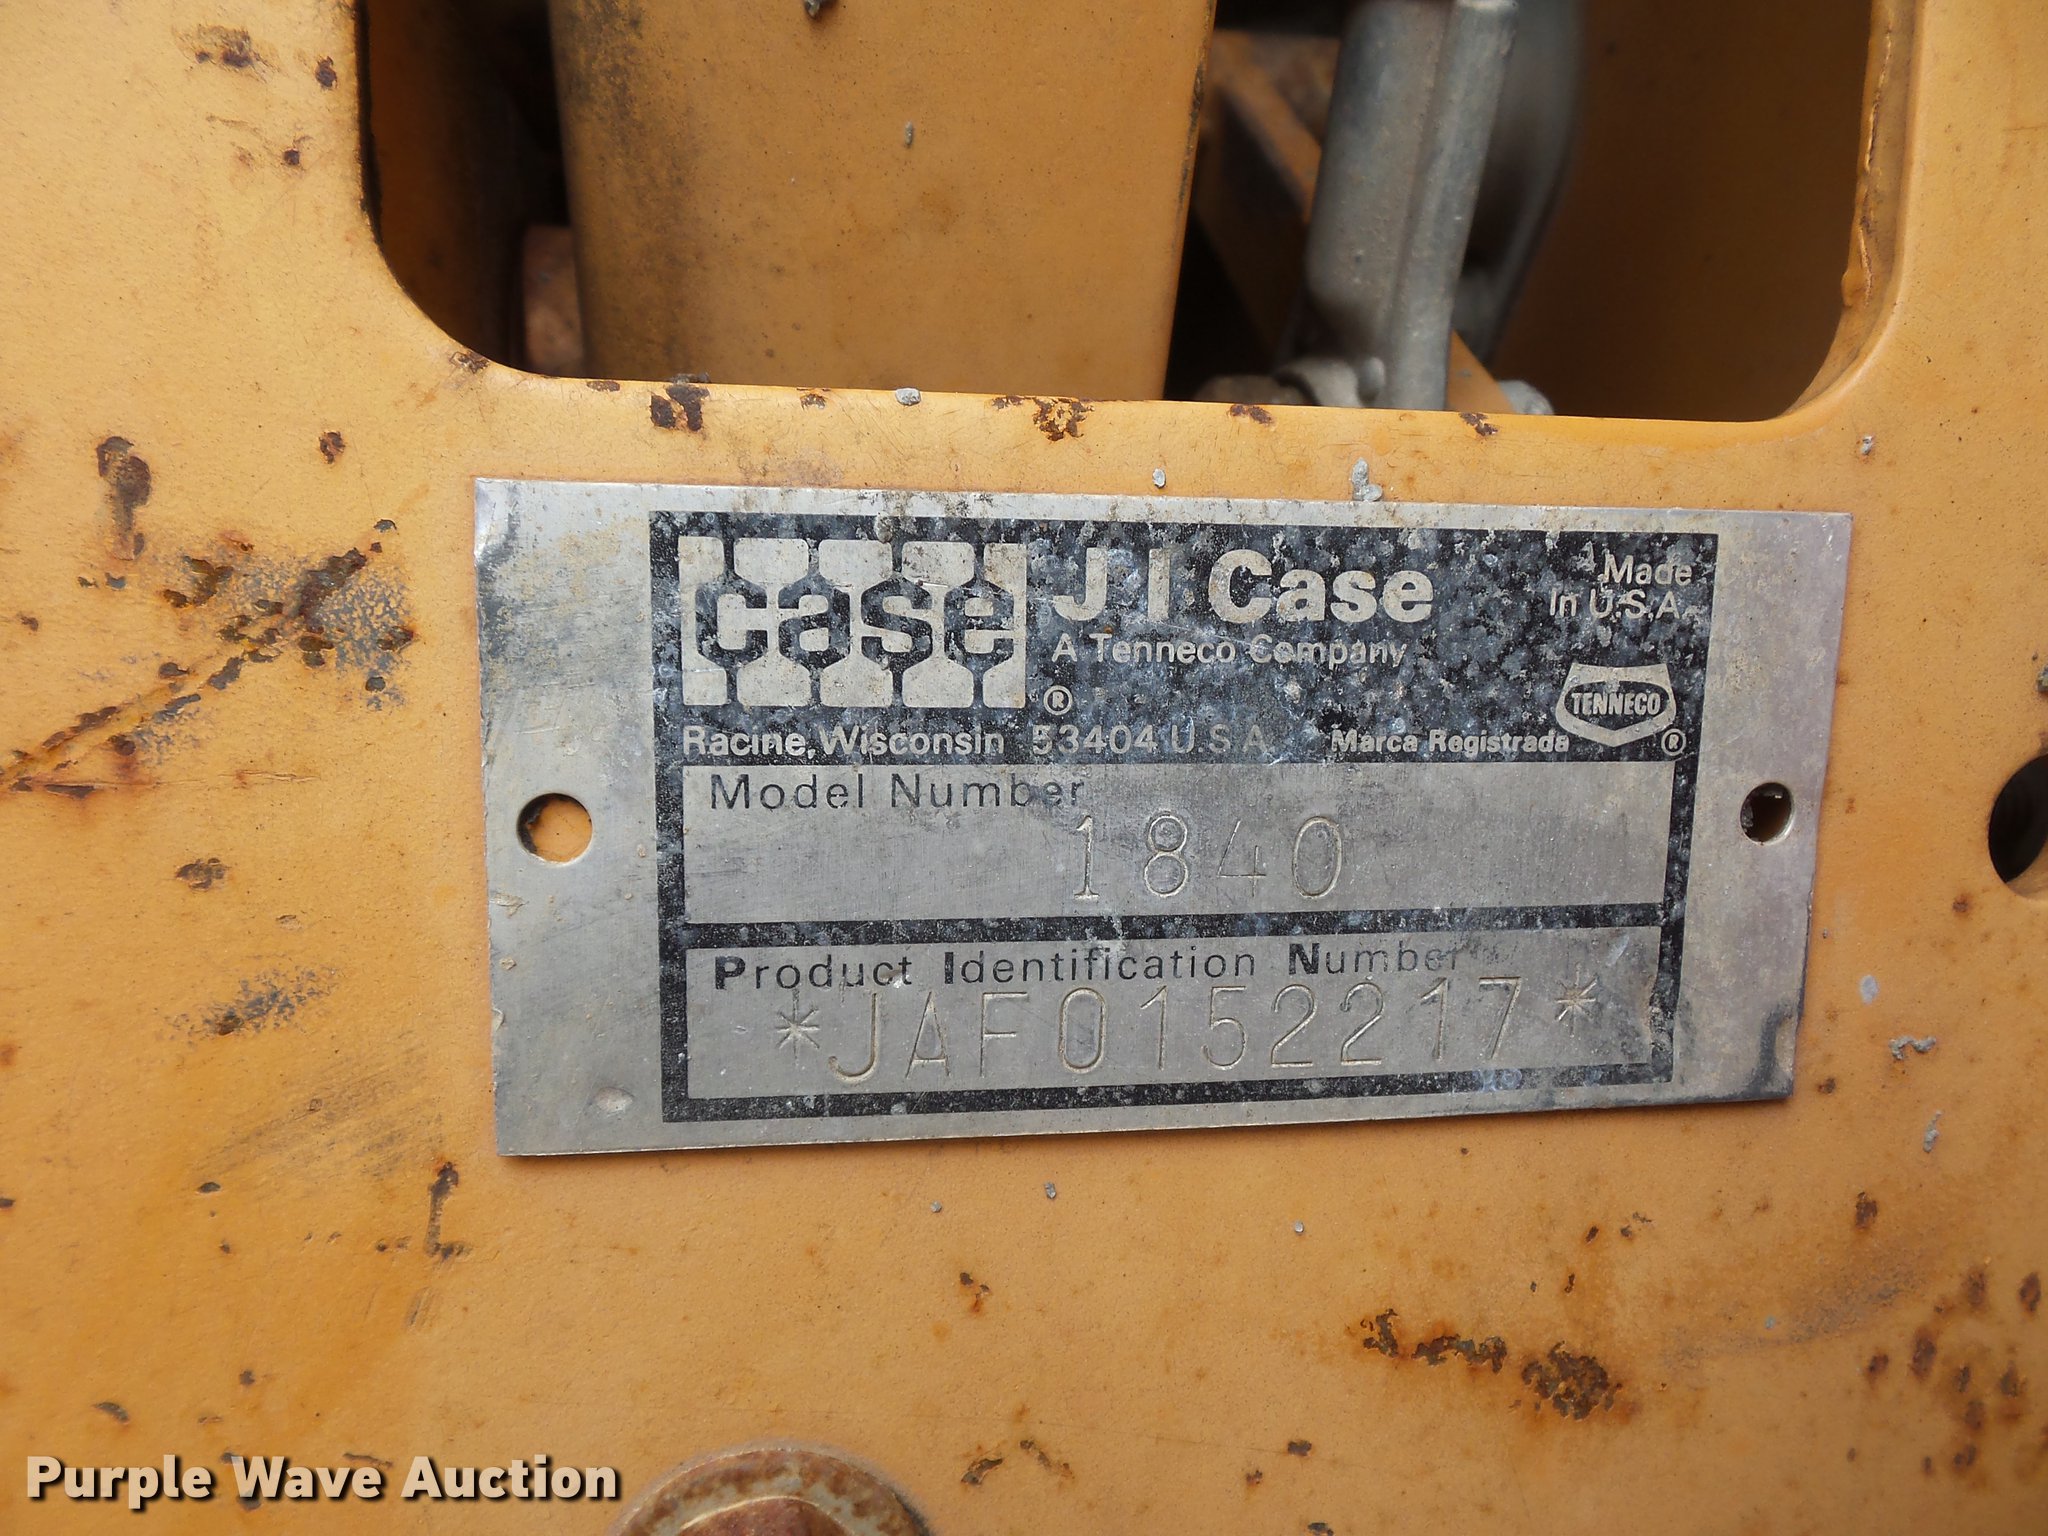 case
J I Case
Made
In U.S.A.
A Tenneco Company
®
TENNECO
®
Racine, Wisconsin 53404 U.S.A.
Marca Registrada
Model Number
1840
Product Identification Number
*JAF0152217*
Purple Wave Auction